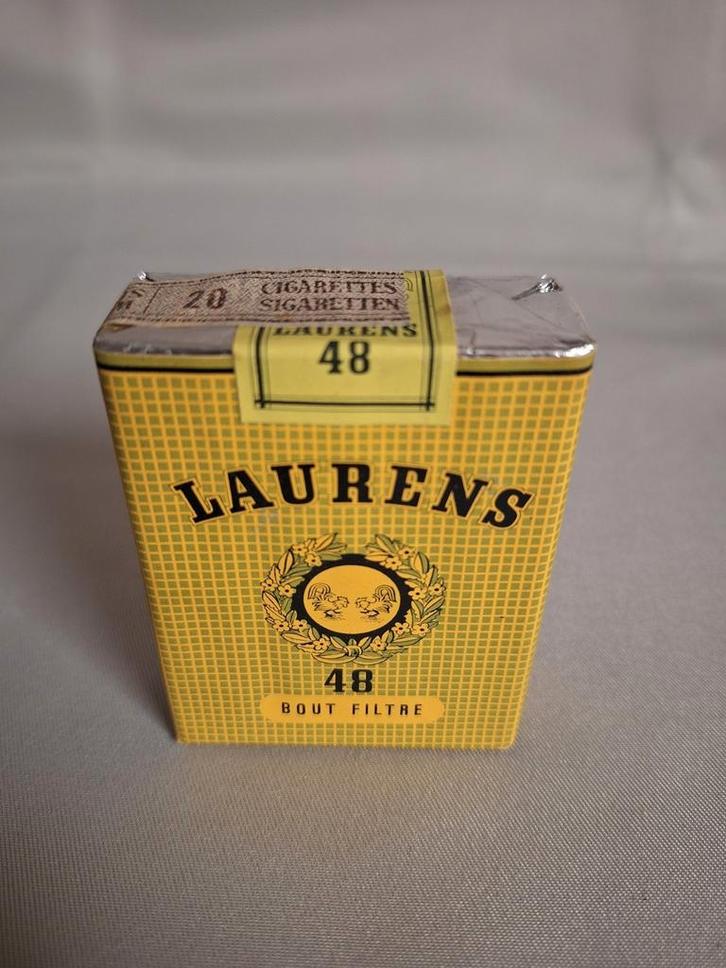 20
CIGARETTES
SIGARETTEN
LAURENS
48
LAURENS
48
BOUT FILTRE